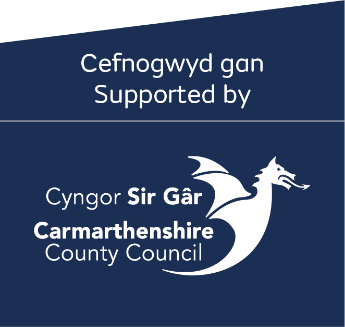 Cefnogwyd gan
Supported by
Cyngor Sir Gâr
Carmarthenshire
County Council